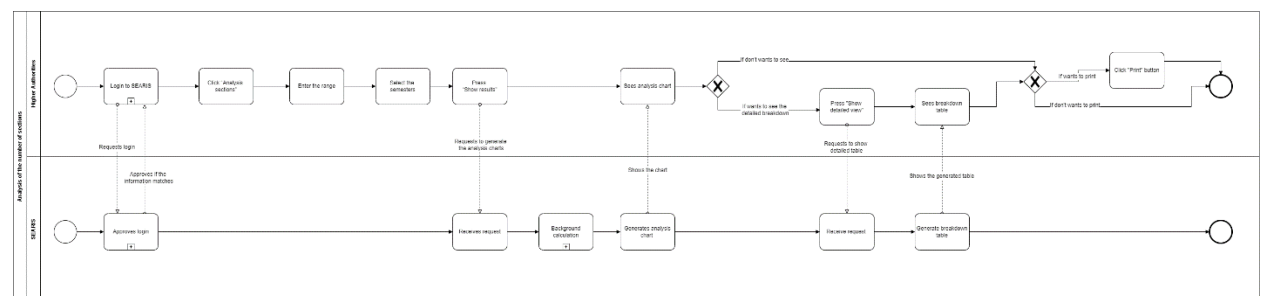 Analysis of the number of sections
Higher Authorities
Login to SEARIS
Click "Analysis
sections"
Enter the range
Select the
semesters
Press
"Show results"
Sees analysis chart
If don't wants to see
If wants to see the
detailed breakdown
Press "Show
detailed view"
Sees breakdown
table
If wants to print
Click "Print" button
If don't wants to print
Requests login
Approves if the
information matches
Requests to generate
the analysis charts
Shows the chart
Requests to show
detailed table
Shows the generated table
SEARIS
Approves login
Receives request
Background
calculation
Generates analysis
chart
Receive request
Generate breakdown
table